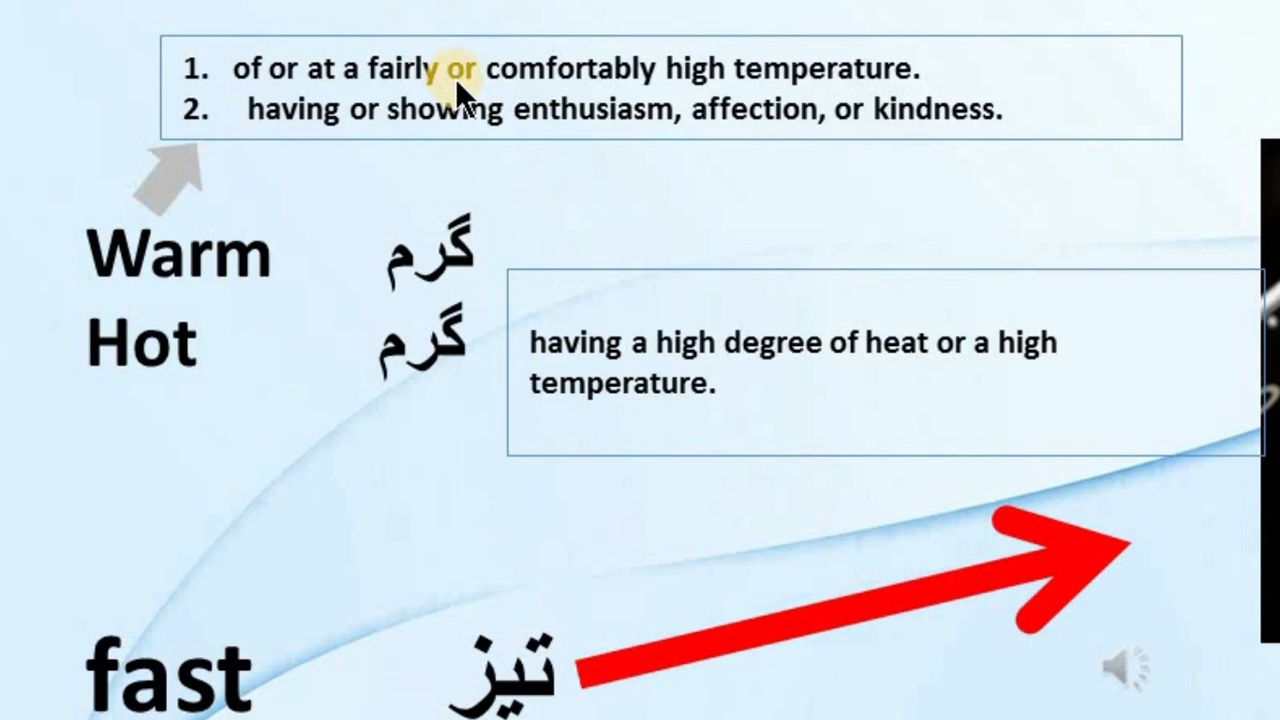 1. of or at a fairly or comfortably high temperature.
2. having or showing enthusiasm, affection, or kindness.
Warm گرم
Hot گرم
having a high degree of heat or a high
temperature.
fast تیز